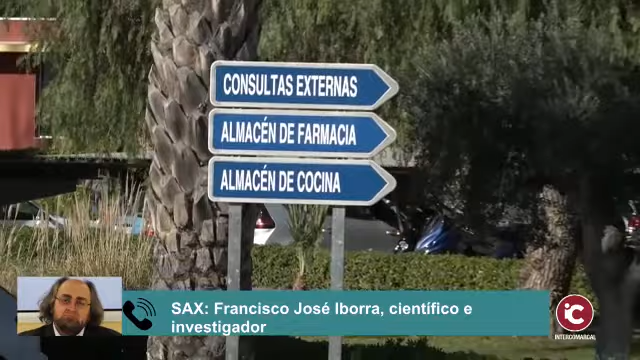 CONSULTAS EXTERNAS
ALMACÉN DE FARMACIA
ALMACÉN DE COCINA
SAX: Francisco José Iborra, científico e
investigador
INTERCOMARCAL